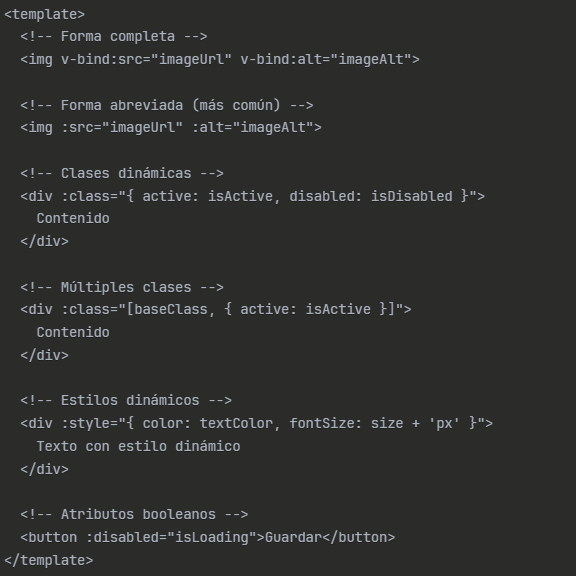 <template>
  <!-- Forma completa -->
  <img v-bind:src="imageUrl" v-bind:alt="imageAlt">

  <!-- Forma abreviada (más común) -->
  <img :src="imageUrl" :alt="imageAlt">

  <!-- Clases dinámicas -->
  <div :class="{ active: isActive, disabled: isDisabled }">
    Contenido
  </div>

  <!-- Múltiples clases -->
  <div :class="[baseClass, { active: isActive }]">
    Contenido
  </div>

  <!-- Estilos dinámicos -->
  <div :style="{ color: textColor, fontSize: size + 'px' }">
    Texto con estilo dinámico
  </div>

  <!-- Atributos booleanos -->
  <button :disabled="isLoading">Guardar</button>
</template>